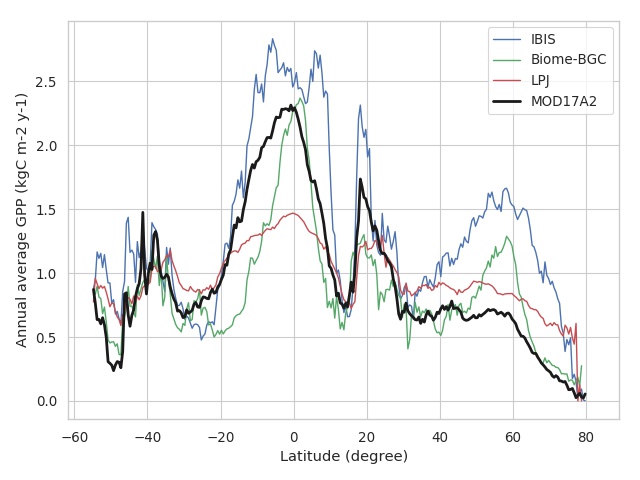 IBIS
Biome-BGC
LPJ
MOD17A2
Annual average GPP (kgC m-2 y-1)
2.5
2.0
1.5
1.0
0.5
0.0
−60 −40 −20 0 20 40 60 80
Latitude (degree)